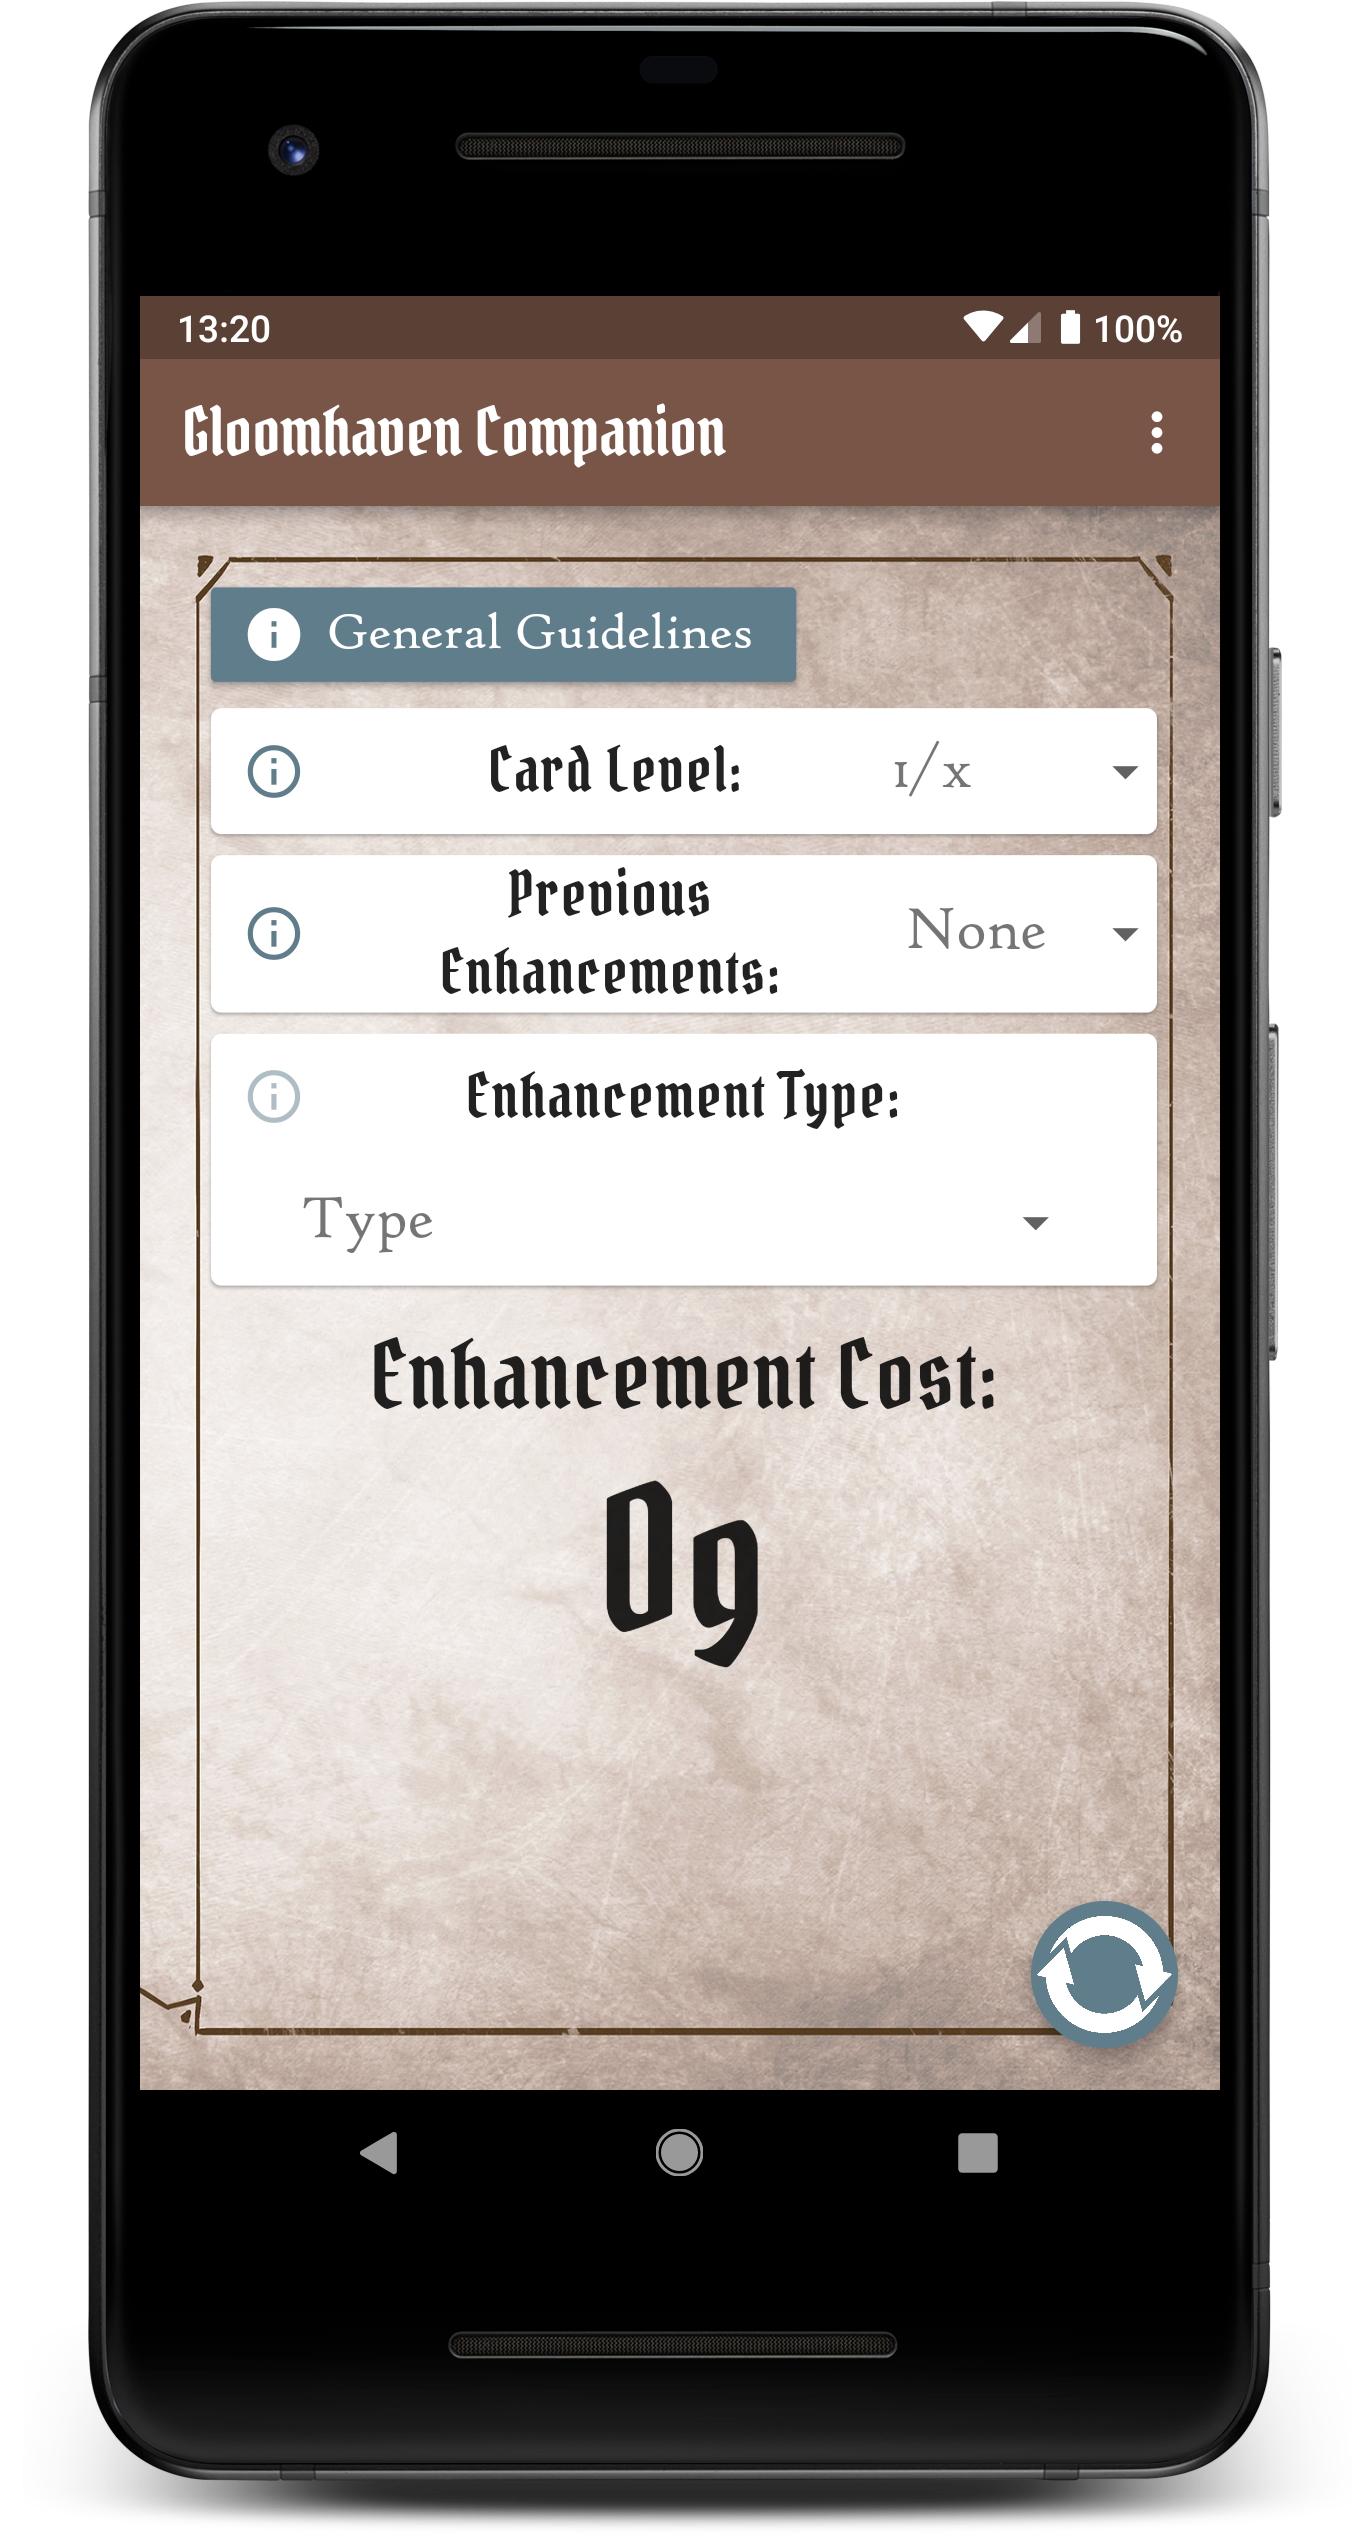 13:20 100%
Gloomhaven Companion
General Guidelines
Card Level: 1/x
Previous
Enhancements: None
Enhancement Type:
Type
Enhancement Cost:
0g